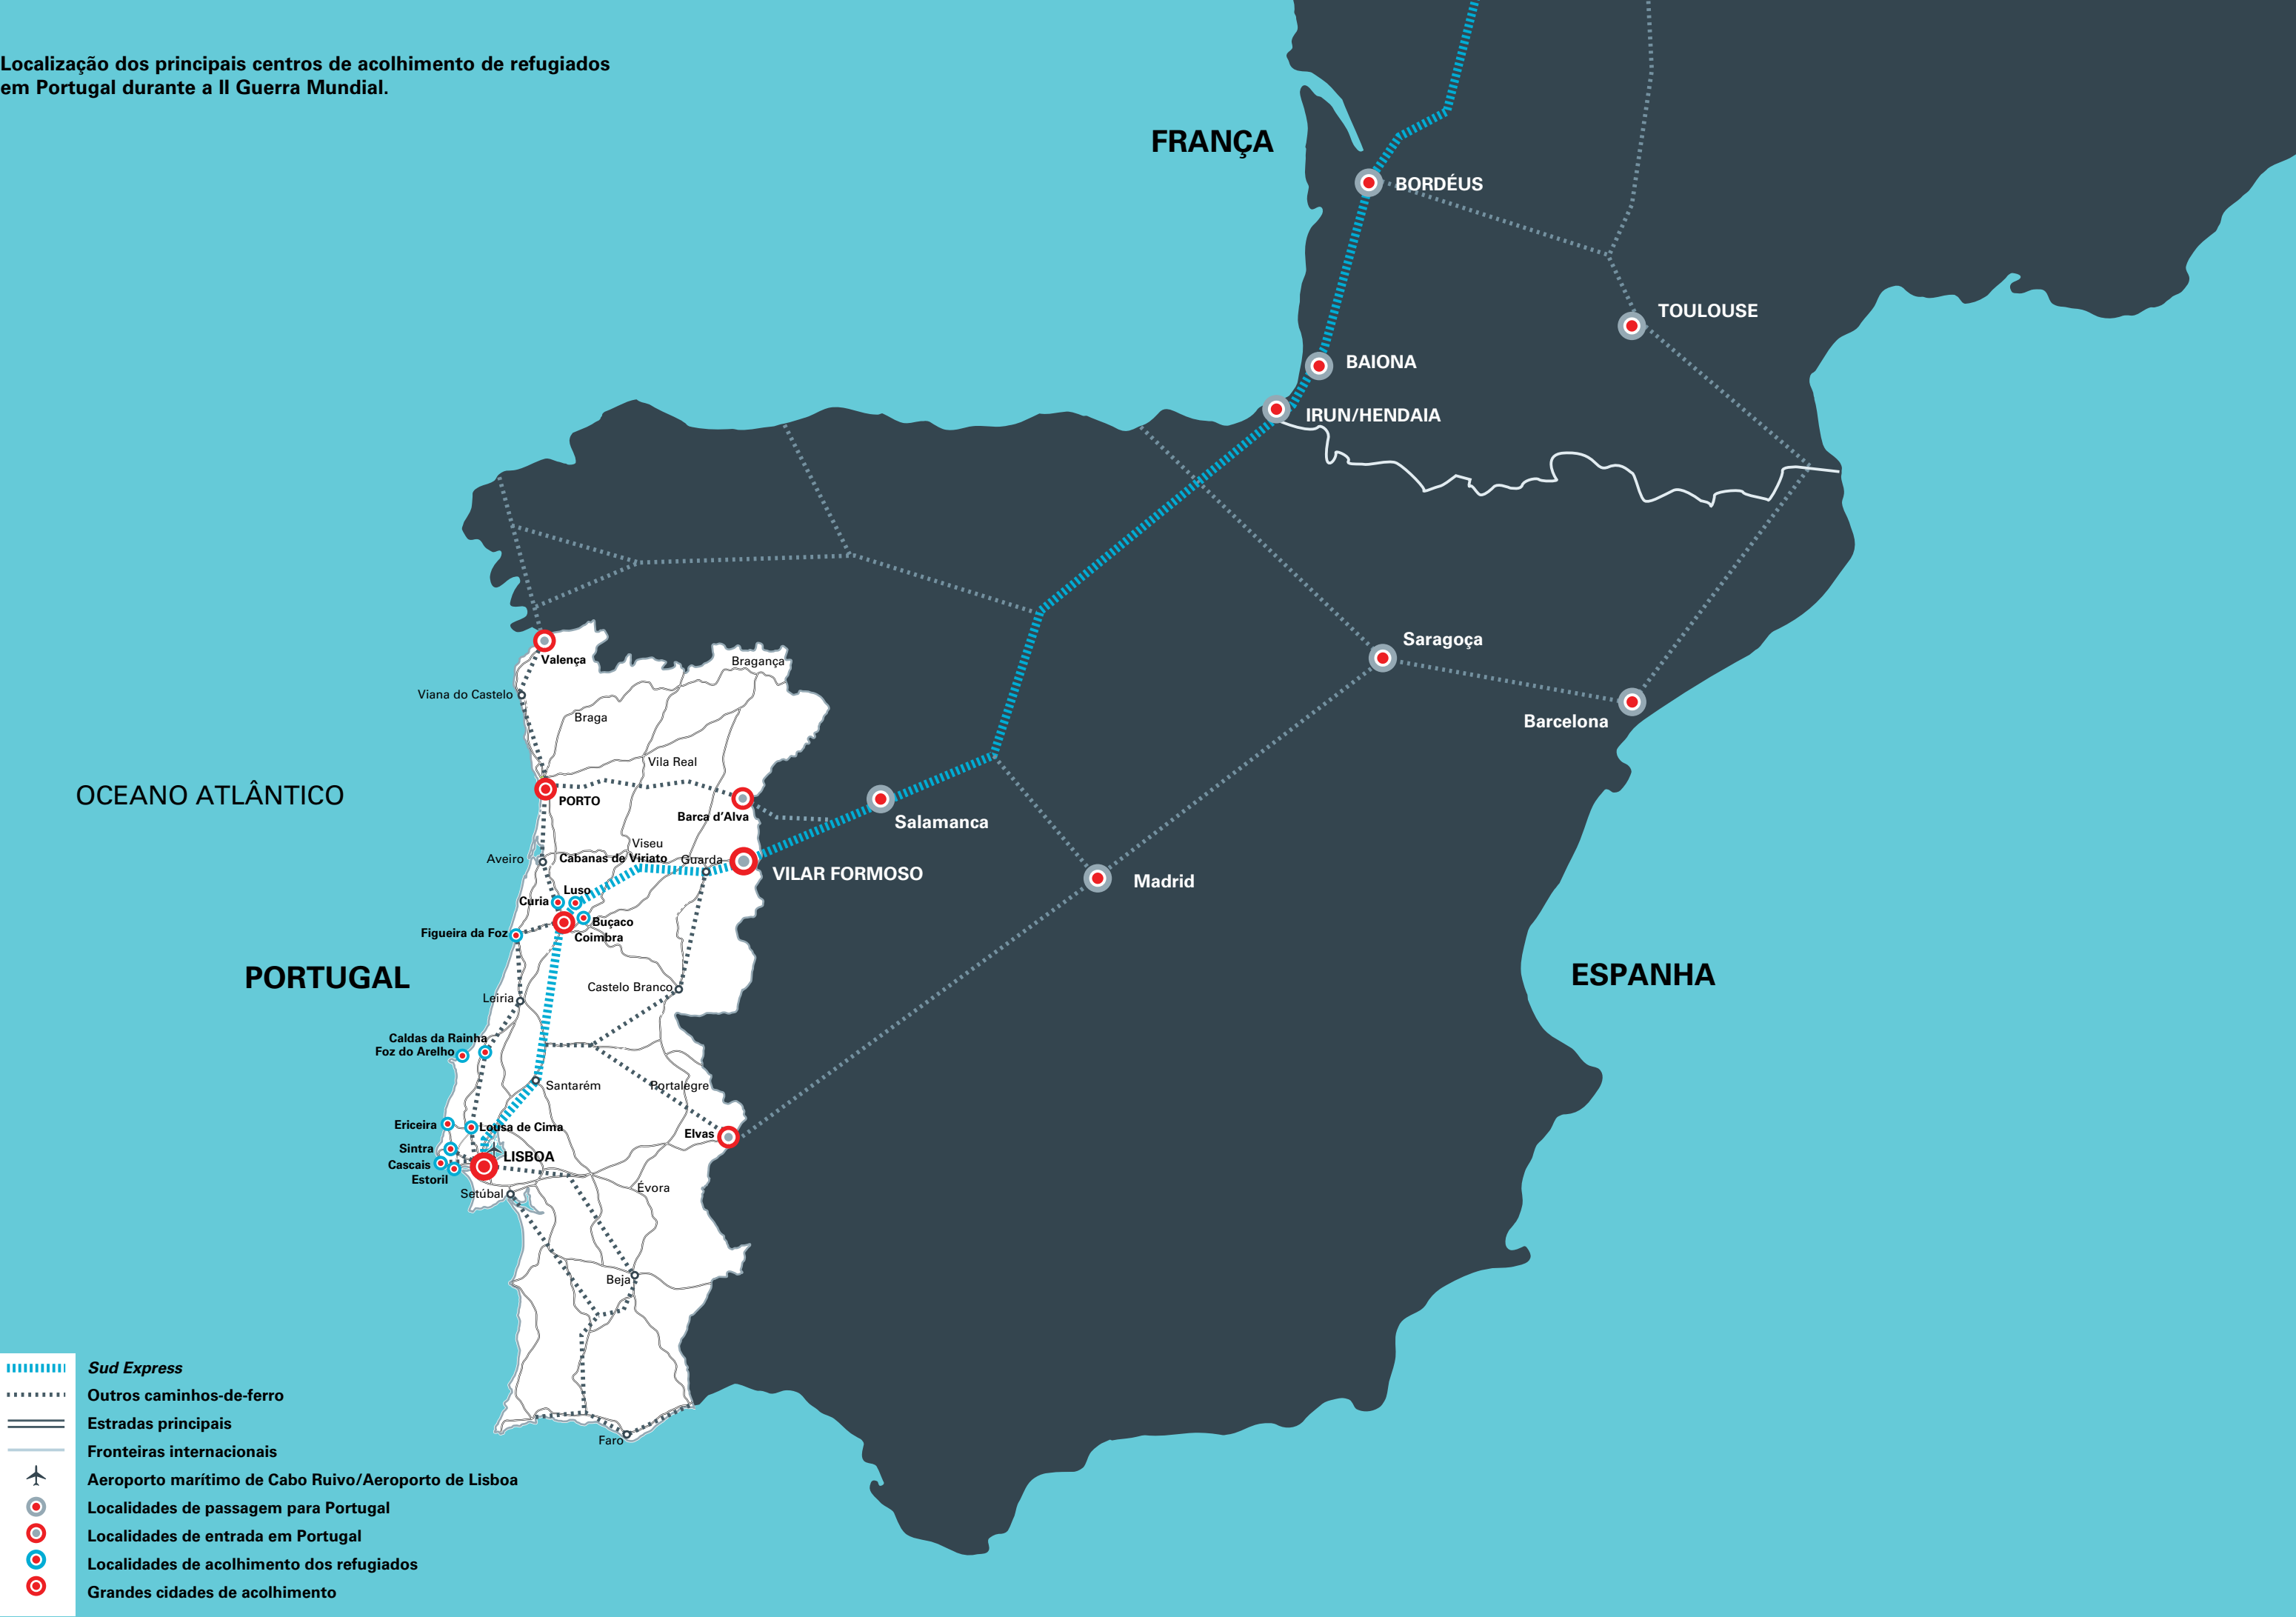 Localização dos principais centros de acolhimento de refugiados
em Portugal durante a II Guerra Mundial.
FRANÇA
BORDÉUS
TOULOUSE
BAIONA
IRUN/HENDAIA
Saragoça
Barcelona
Valença
Bragança
Viana do Castelo
Braga
Vila Real
OCEANO ATLÂNTICO
PORTO
Barca d’Alva
Salamanca
Viseu
Aveiro
Cabanas de Viriato
Guarda
VILAR FORMOSO
Madrid
Luso
Curia
Buçaco
Figueira da Foz
Coimbra
PORTUGAL
ESPANHA
Castelo Branco
Leiria
Caldas da Rainha
Foz do Arelho
Santarém
Portalegre
Ericeira
Lousa de Cima
Elvas
Sintra
LISBOA
Cascais
Estoril
Setúbal
Évora
Beja
Faro
Sud Express
Outros caminhos-de-ferro
Estradas principais
Fronteiras internacionais
Aeroporto marítimo de Cabo Ruivo/Aeroporto de Lisboa
Localidades de passagem para Portugal
Localidades de entrada em Portugal
Localidades de acolhimento dos refugiados
Grandes cidades de acolhimento